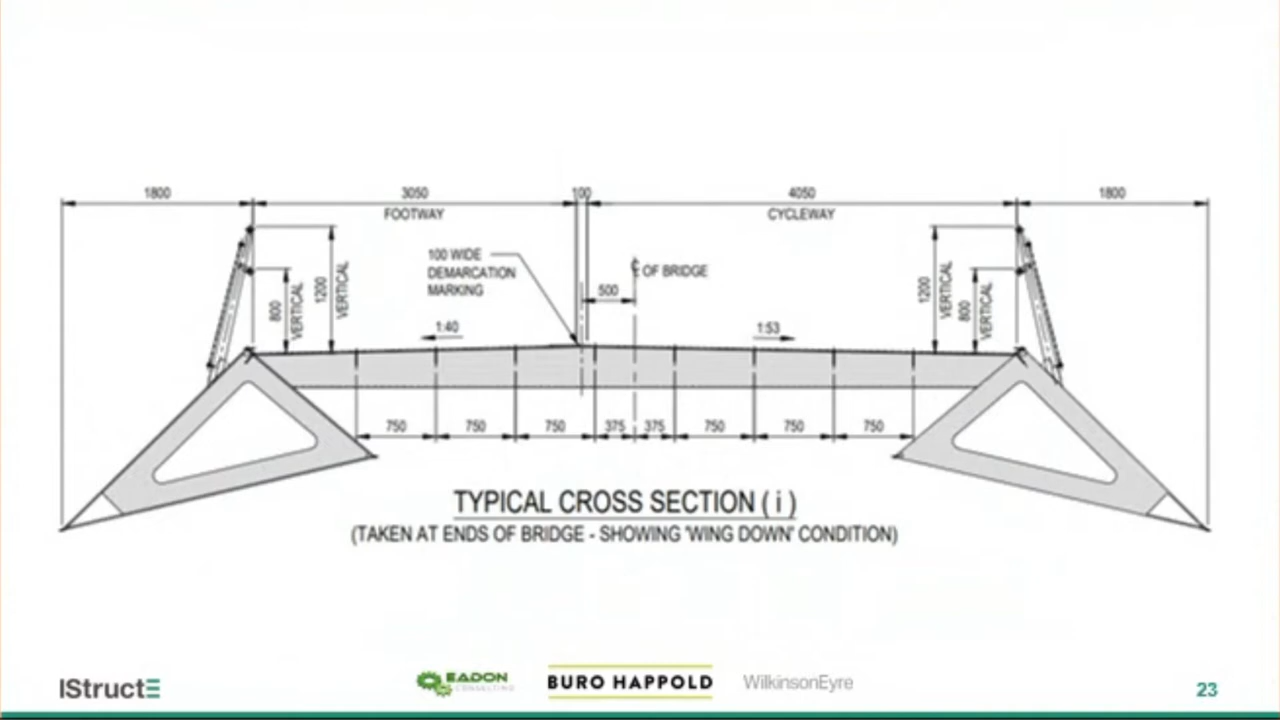 1800
3050
100
4050
1800
FOOTWAY
CYCLEWAY
100 WIDE
DEMARCATION
MARKING
℄ OF BRIDGE
500
800
VERTICAL
1200
VERTICAL
1200
VERTICAL
800
VERTICAL
1:40
1:53
750
750
750
375
375
750
750
750
TYPICAL CROSS SECTION ( i )
(TAKEN AT ENDS OF BRIDGE - SHOWING 'WING DOWN' CONDITION)
IStructE
EADON
CONSULTING
BURO HAPPOLD
WilkinsonEyre
23